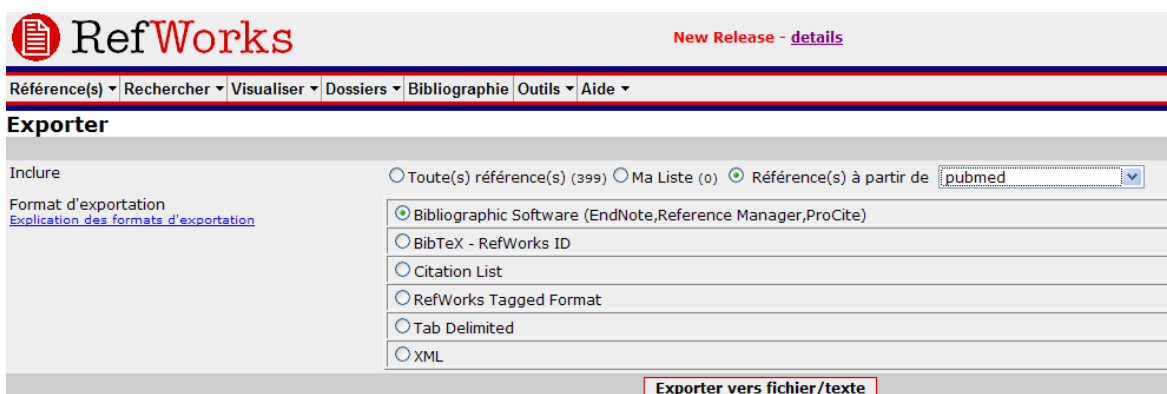 RefWorks New Release - details
Référence(s) Rechercher Visualiser Dossiers Bibliographie Outils Aide
Exporter
Inclure Toute(s) référence(s) (399) Ma Liste (0) Référence(s) à partir de pubmed
Format d'exportation
Explication des formats d'exportation
Bibliographic Software (EndNote,Reference Manager,ProCite)
BibTeX - RefWorks ID
Citation List
RefWorks Tagged Format
Tab Delimited
XML
Exporter vers fichier/texte